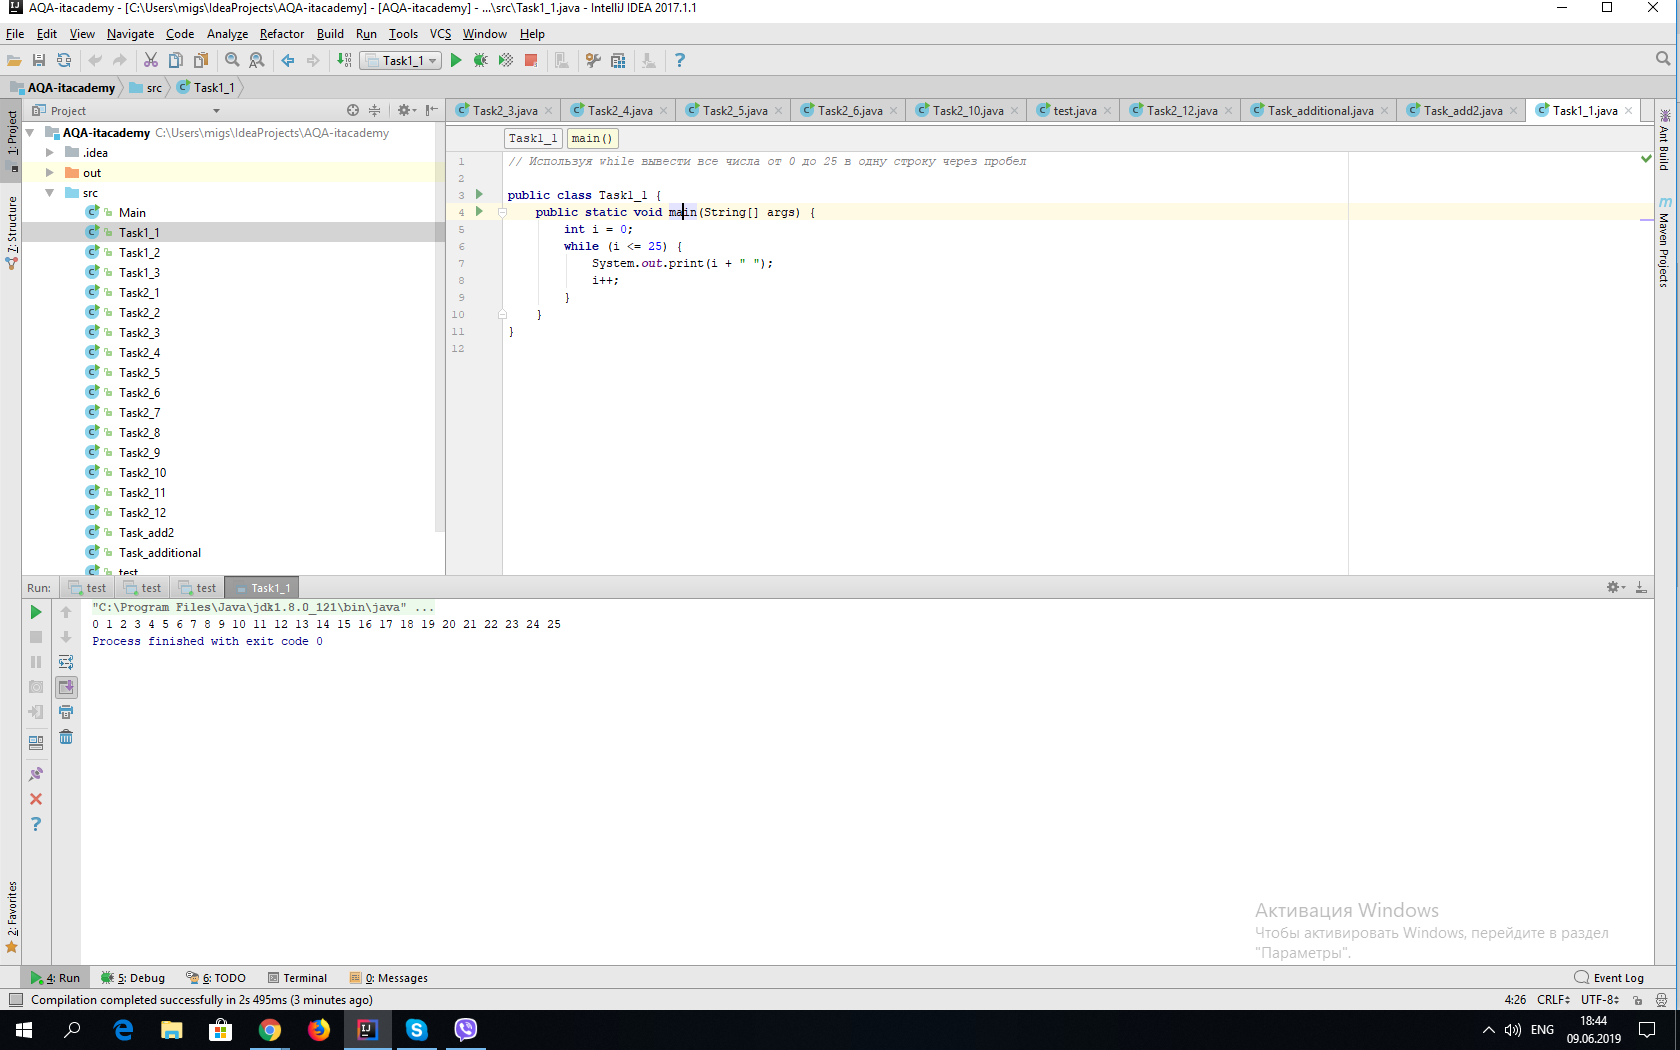 AQA-itacademy - [C:\Users\migs\IdeaProjects\AQA-itacademy] - [AQA-itacademy] - ...\src\Task1_1.java - IntelliJ IDEA 2017.1.1
File Edit View Navigate Code Analyze Refactor Build Run Tools VCS Window Help
Task1_1
AQA-itacademy src Task1_1
Project
Task2_3.java Task2_4.java Task2_5.java Task2_6.java Task2_10.java test.java Task2_12.java Task_additional.java Task_add2.java Task1_1.java
1: Project
7: Structure
2: Favorites
AQA-itacademy C:\Users\migs\IdeaProjects\AQA-itacademy
.idea
out
src
Main
Task1_1
Task1_2
Task1_3
Task2_1
Task2_2
Task2_3
Task2_4
Task2_5
Task2_6
Task2_7
Task2_8
Task2_9
Task2_10
Task2_11
Task2_12
Task_add2
Task_additional
test
Task1_1 main()
1 // Используя while вывести все числа от 0 до 25 в одну строку через пробел
2
3 public class Task1_1 {
4 public static void main(String[] args) {
5 int i = 0;
6 while (i <= 25) {
7 System.out.print(i + " ");
8 i++;
9 }
10 }
11 }
12
Ant Build
Maven Projects
Run: test test test Task1_1
"C:\Program Files\Java\jdk1.8.0_121\bin\java" ...
0 1 2 3 4 5 6 7 8 9 10 11 12 13 14 15 16 17 18 19 20 21 22 23 24 25
Process finished with exit code 0
Активация Windows
Чтобы активировать Windows, перейдите в раздел
"Параметры".
4: Run 5: Debug 6: TODO Terminal 0: Messages Event Log
Compilation completed successfully in 2s 495ms (3 minutes ago) 4:26 CRLF UTF-8
ENG
18:44
09.06.2019